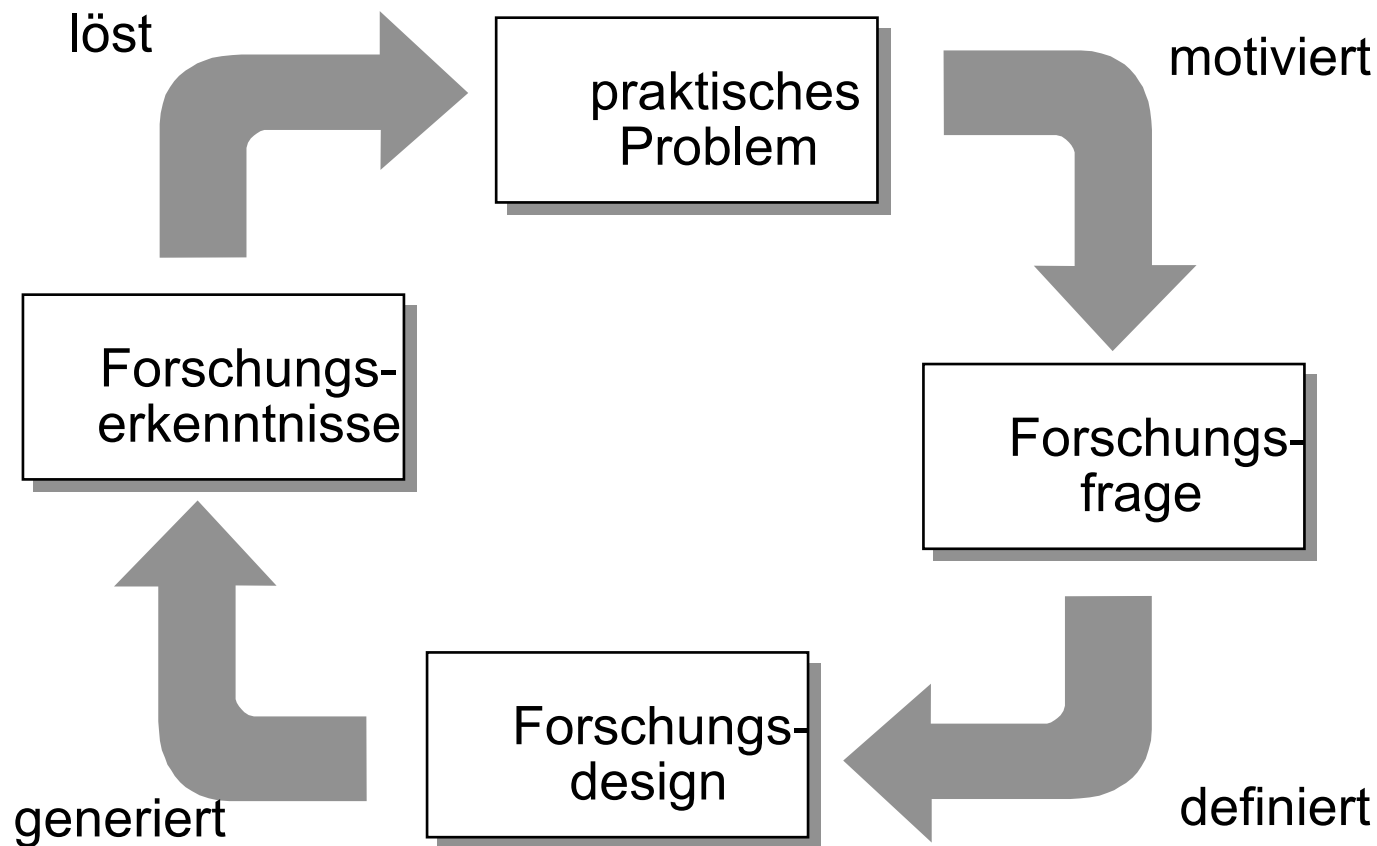 löst
praktisches
Problem
motiviert
Forschungs-
erkenntnisse
Forschungs-
frage
Forschungs-
design
generiert
definiert